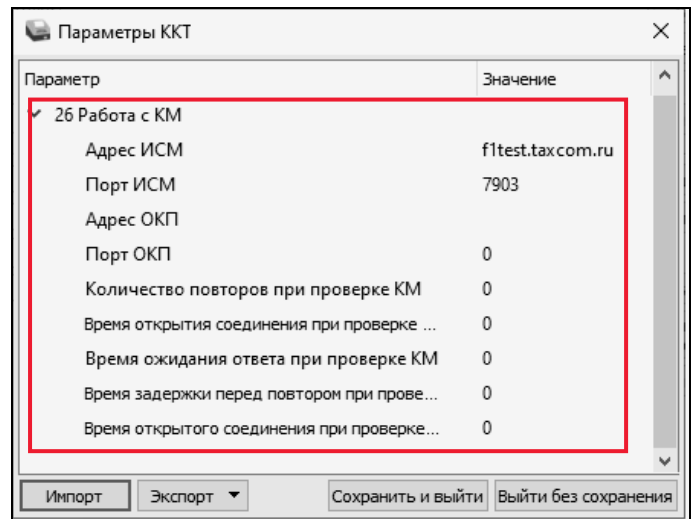 Параметры ККТ
Параметр Значение
26 Работа с КМ
Адрес ИСМ f1test.taxcom.ru
Порт ИСМ 7903
Адрес ОКП
Порт ОКП 0
Количество повторов при проверке КМ 0
Время открытия соединения при проверке ... 0
Время ожидания ответа при проверке КМ 0
Время задержки перед повтором при прове... 0
Время открытого соединения при проверке... 0
Импорт Экспорт Сохранить и выйти Выйти без сохранения